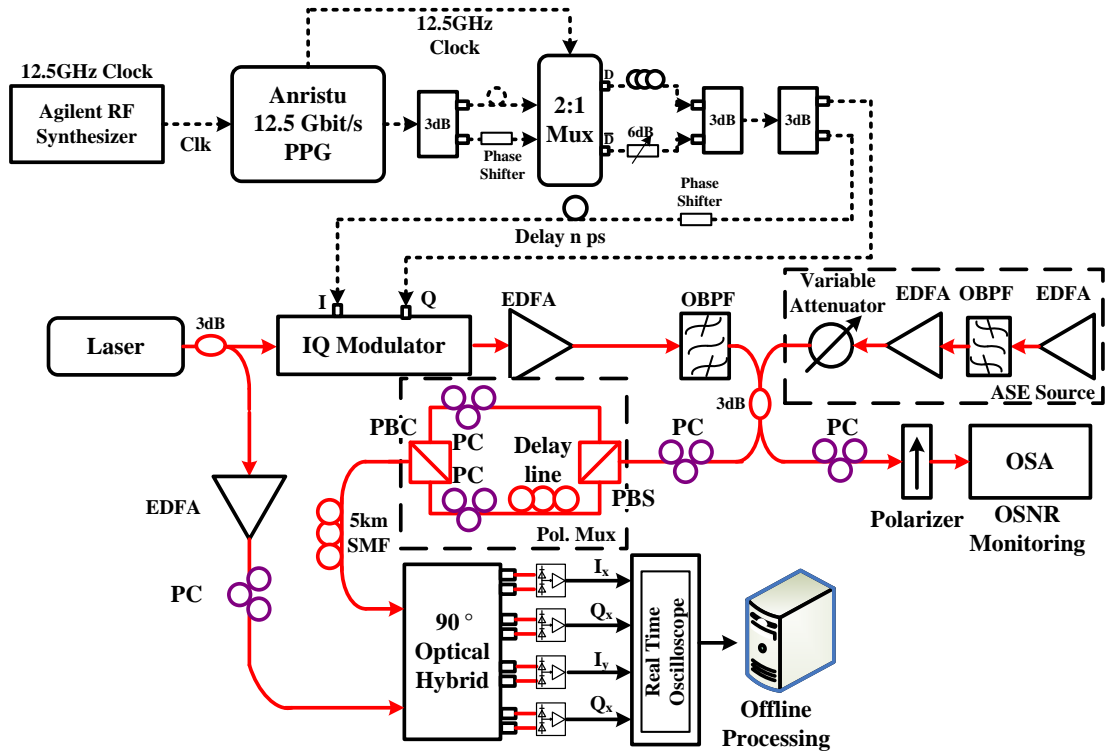 12.5GHz
Clock
12.5GHz Clock
Agilent RF
Synthesizer
Clk
Anristu
12.5 Gbit/s
PPG
3dB
Phase
Shifter
2:1
Mux
D
D̅
6dB
3dB
3dB
Phase
Shifter
Delay n ps
I
Q
Laser
3dB
IQ Modulator
EDFA
OBPF
Variable
Attenuator
EDFA
OBPF
EDFA
ASE Source
3dB
PBC
PC
PC
Delay
line
PBS
Pol. Mux
PC
PC
Polarizer
OSA
OSNR
Monitoring
EDFA
5km
SMF
PC
90 °
Optical
Hybrid
Ix
Qx
Iy
Qx
Real Time
Oscilloscope
Offline
Processing